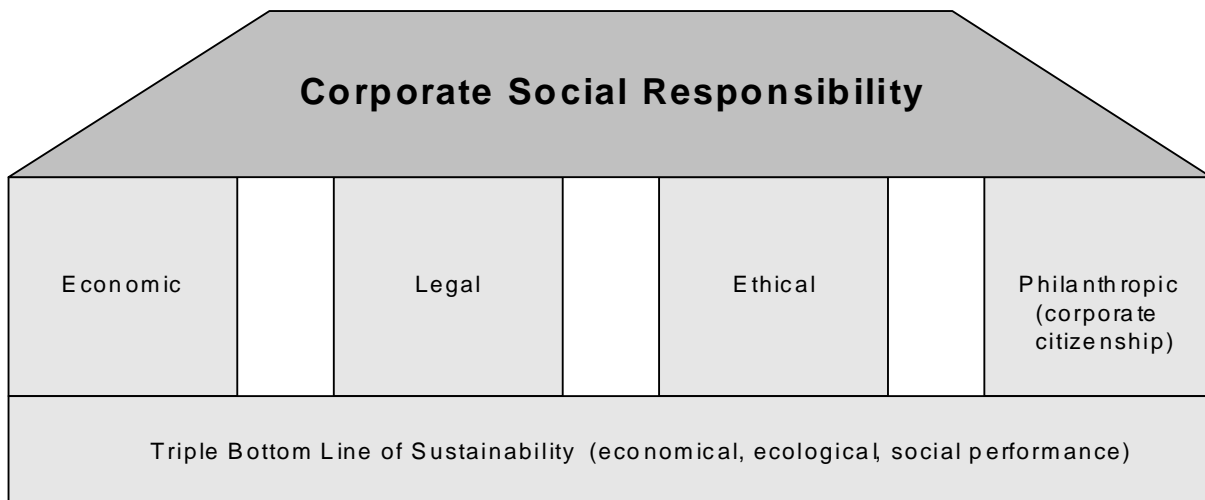 Corporate Social Responsibility
Economic
Legal
Ethical
Philanthropic
(corporate
citizenship)
Triple Bottom Line of Sustainability (economical, ecological, social performance)